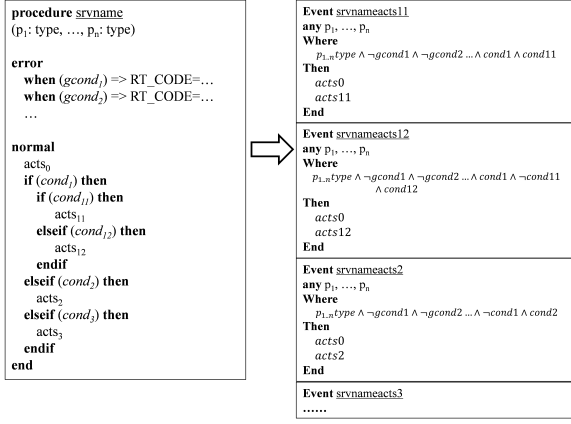 procedure srvname
(p₁: type, …, pₙ: type)
error
when (gcond₁) => RT_CODE=…
when (gcond₂) => RT_CODE=…
…
normal
acts₀
if (cond₁) then
if (cond₁₁) then
acts₁₁
elseif (cond₁₂) then
acts₁₂
endif
elseif (cond₂) then
acts₂
elseif (cond₃) then
acts₃
endif
end
Event srvnameacts11
any p₁, …, pₙ
Where
p₁..ₙtype ∧ ¬gcond1 ∧ ¬gcond2 … ∧ cond1 ∧ cond11
Then
acts0
acts11
End
Event srvnameacts12
any p₁, …, pₙ
Where
p₁..ₙtype ∧ ¬gcond1 ∧ ¬gcond2 … ∧ cond1 ∧ ¬cond11
∧ cond12
Then
acts0
acts12
End
Event srvnameacts2
any p₁, …, pₙ
Where
p₁..ₙtype ∧ ¬gcond1 ∧ ¬gcond2 … ∧ ¬cond1 ∧ cond2
Then
acts0
acts2
End
Event srvnameacts3
……